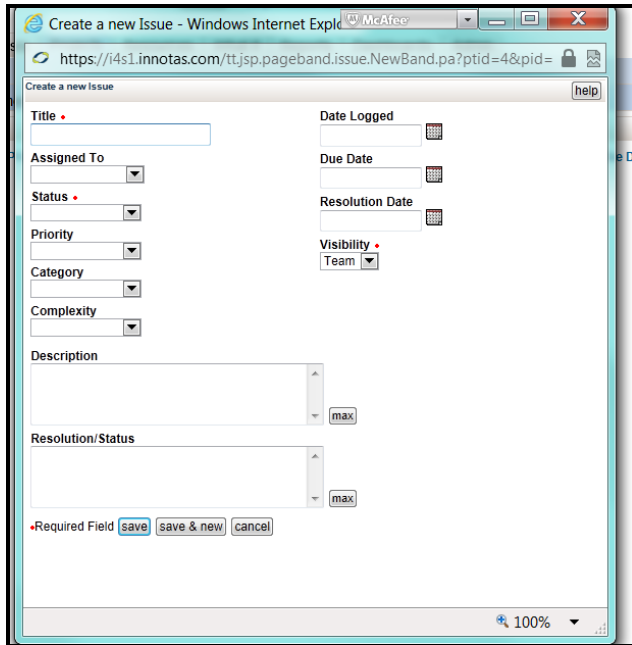 Create a new Issue - Windows Internet Explo
McAfee
https://i4s1.innotas.com/tt.jsp.pageband.issue.NewBand.pa?ptid=4&pid=
Create a new Issue
help
Title •
Date Logged
Assigned To
Due Date
Status •
Resolution Date
Priority
Visibility •
Team
Category
Complexity
Description
max
Resolution/Status
max
•Required Field save save & new cancel
100%